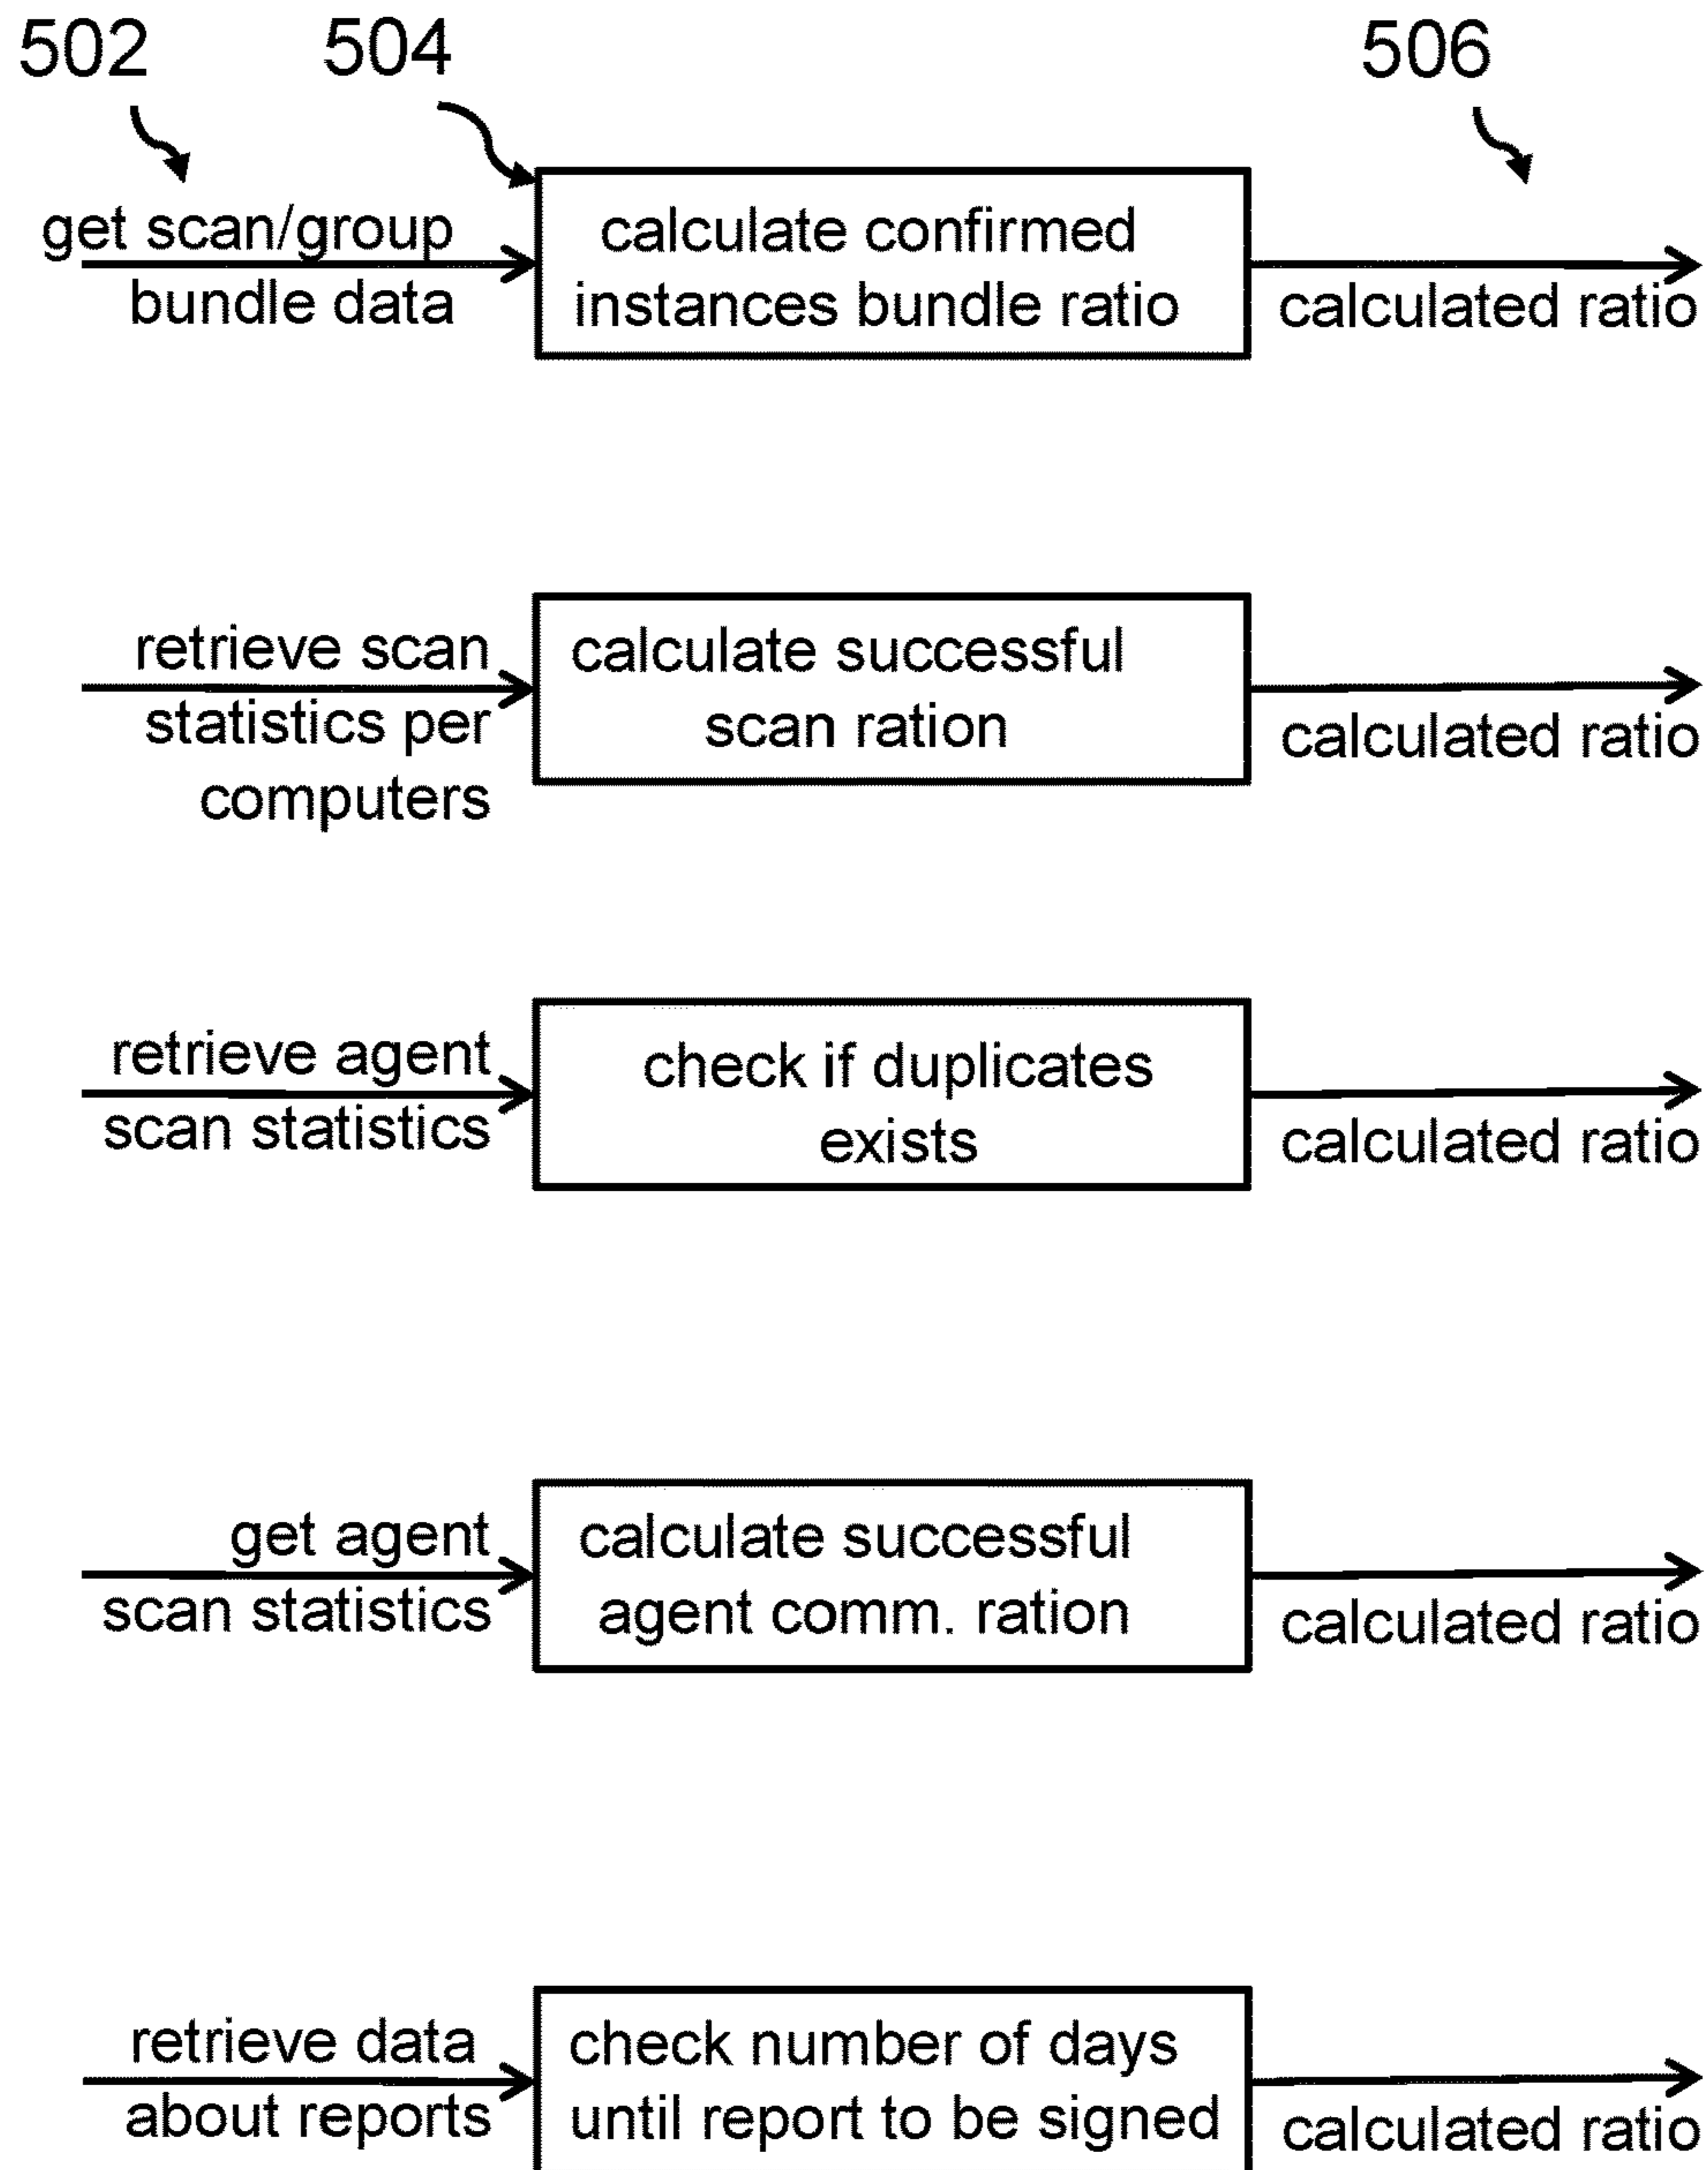 502
504
506
get scan/group
bundle data
calculate confirmed
instances bundle ratio
calculated ratio
retrieve scan
statistics per
computers
calculate successful
scan ration
calculated ratio
retrieve agent
scan statistics
check if duplicates
exists
calculated ratio
get agent
scan statistics
calculate successful
agent comm. ration
calculated ratio
retrieve data
about reports
check number of days
until report to be signed
calculated ratio